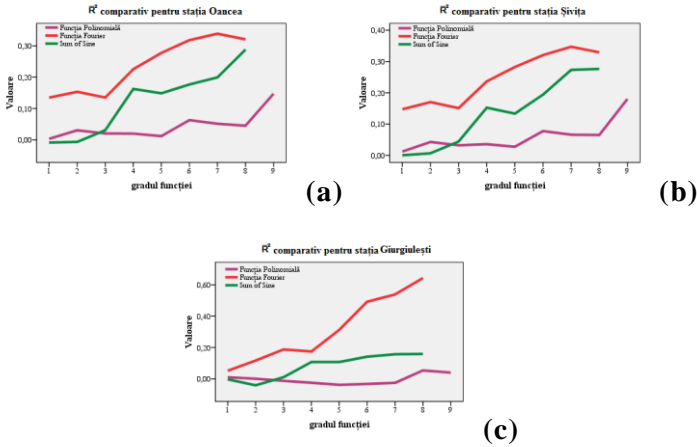 R² comparativ pentru stația Oancea
Funcția Polinomială
Funcția Fourier
Sum of Sine
Valoare
0,30
0,20
0,10
0,00
1 2 3 4 5 6 7 8 9
gradul funcției
(a)
R² comparativ pentru stația Șivița
Funcția Polinomială
Funcția Fourier
Sum of Sine
Valoare
0,40
0,30
0,20
0,10
0,00
1 2 3 4 5 6 7 8 9
gradul funcției
(b)
R² comparativ pentru stația Giurgiulești
Funcția Polinomială
Funcția Fourier
Sum of Sine
Valoare
0,60
0,40
0,20
0,00
1 2 3 4 5 6 7 8 9
gradul funcției
(c)